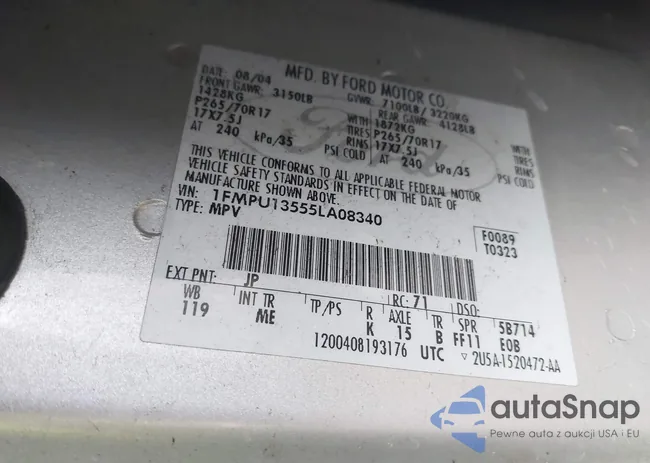 MFD. BY FORD MOTOR CO.
DATE: 08/04 GVWR: 7100LB/ 3220KG
FRONT GAWR: 3150LB REAR GAWR: 4128LB
1428KG WITH 1872KG WITH
P265/70R17 TIRES P265/70R17 TIRES
17X7.5J RIMS 17X7.5J RIMS
AT 240 kPa/35 PSI COLD AT 240 kPa/35 PSI COLD
Ford
THIS VEHICLE CONFORMS TO ALL APPLICABLE FEDERAL MOTOR
VEHICLE SAFETY STANDARDS IN EFFECT ON THE DATE OF
MANUFACTURE SHOWN ABOVE.
VIN: 1FMPU13555LA08340
TYPE: MPV
F0089
T0323
EXT PNT: JP RC: 71 DSO:
WB INT TR TP/PS R AXLE TR SPR 5B714
119 ME K 15 B FF11 EOB
1200408193176 UTC ▽ 2U5A-1520472-AA
autaSnap
Pewne auta z aukcji USA i EU